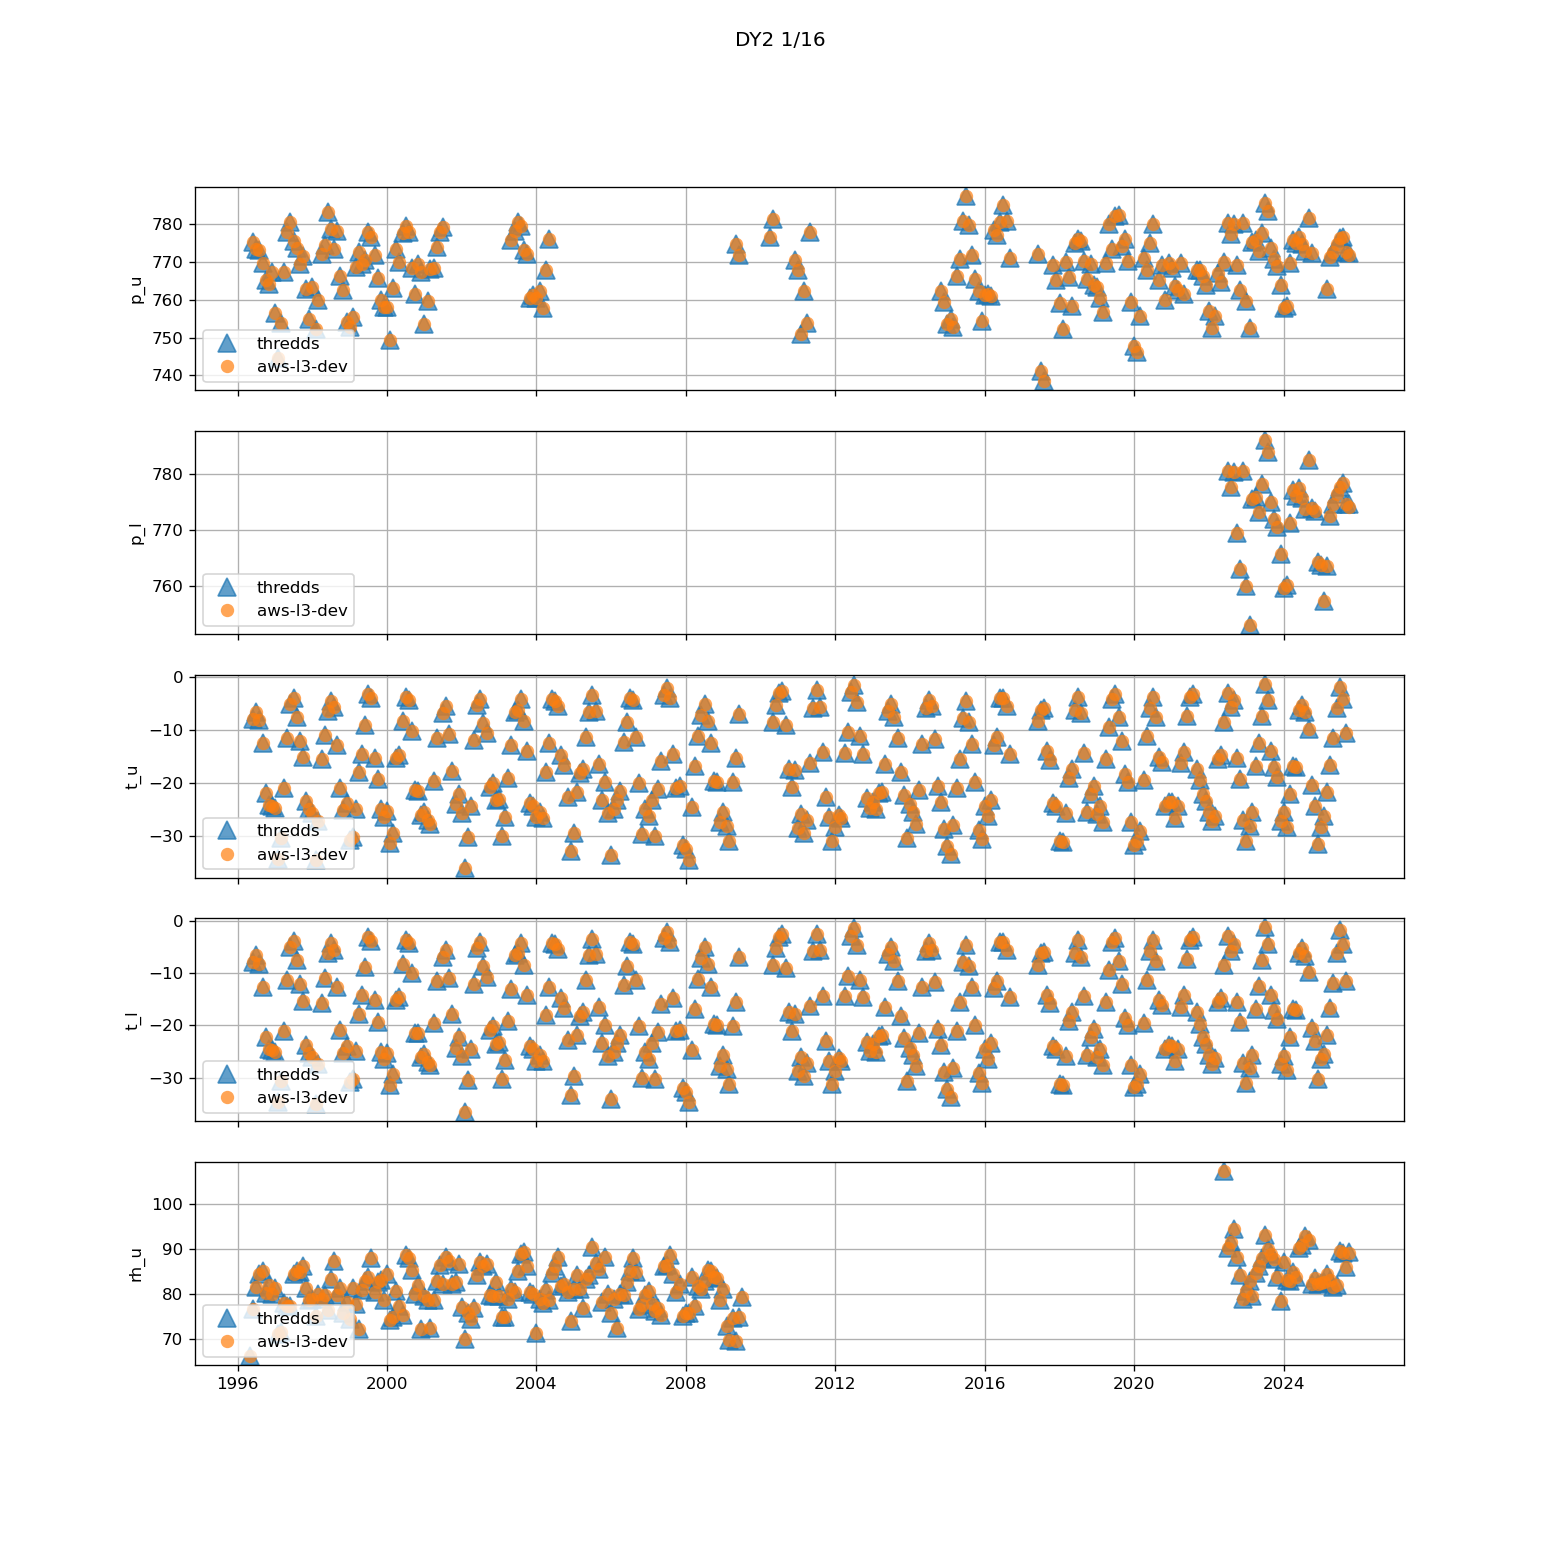 DY2 1/16
780
770
760
750
740
p_u
thredds
aws-l3-dev
780
770
760
p_l
thredds
aws-l3-dev
0
−10
−20
−30
t_u
thredds
aws-l3-dev
0
−10
−20
−30
t_l
thredds
aws-l3-dev
100
90
80
70
rh_u
thredds
aws-l3-dev
1996 2000 2004 2008 2012 2016 2020 2024